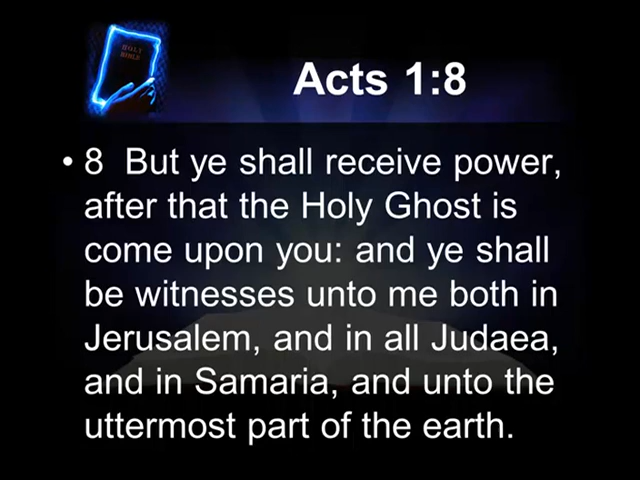 HOLY
BIBLE
Acts 1:8
• 8 But ye shall receive power,
after that the Holy Ghost is
come upon you: and ye shall
be witnesses unto me both in
Jerusalem, and in all Judaea,
and in Samaria, and unto the
uttermost part of the earth.